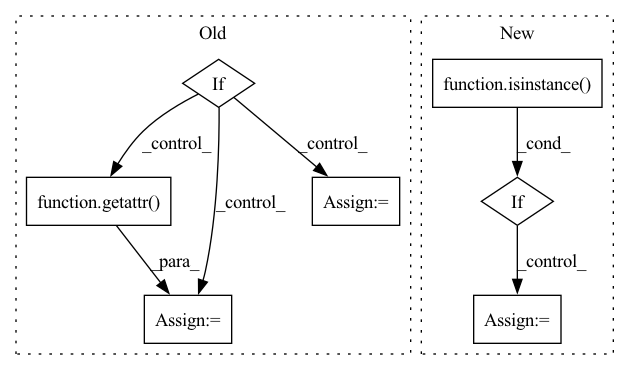 Old
New
If
function.isinstance()
_control_
_control_
_control_
_cond_
function.getattr()
Assign:=
If
_para_
_control_
Assign:=
Assign:=